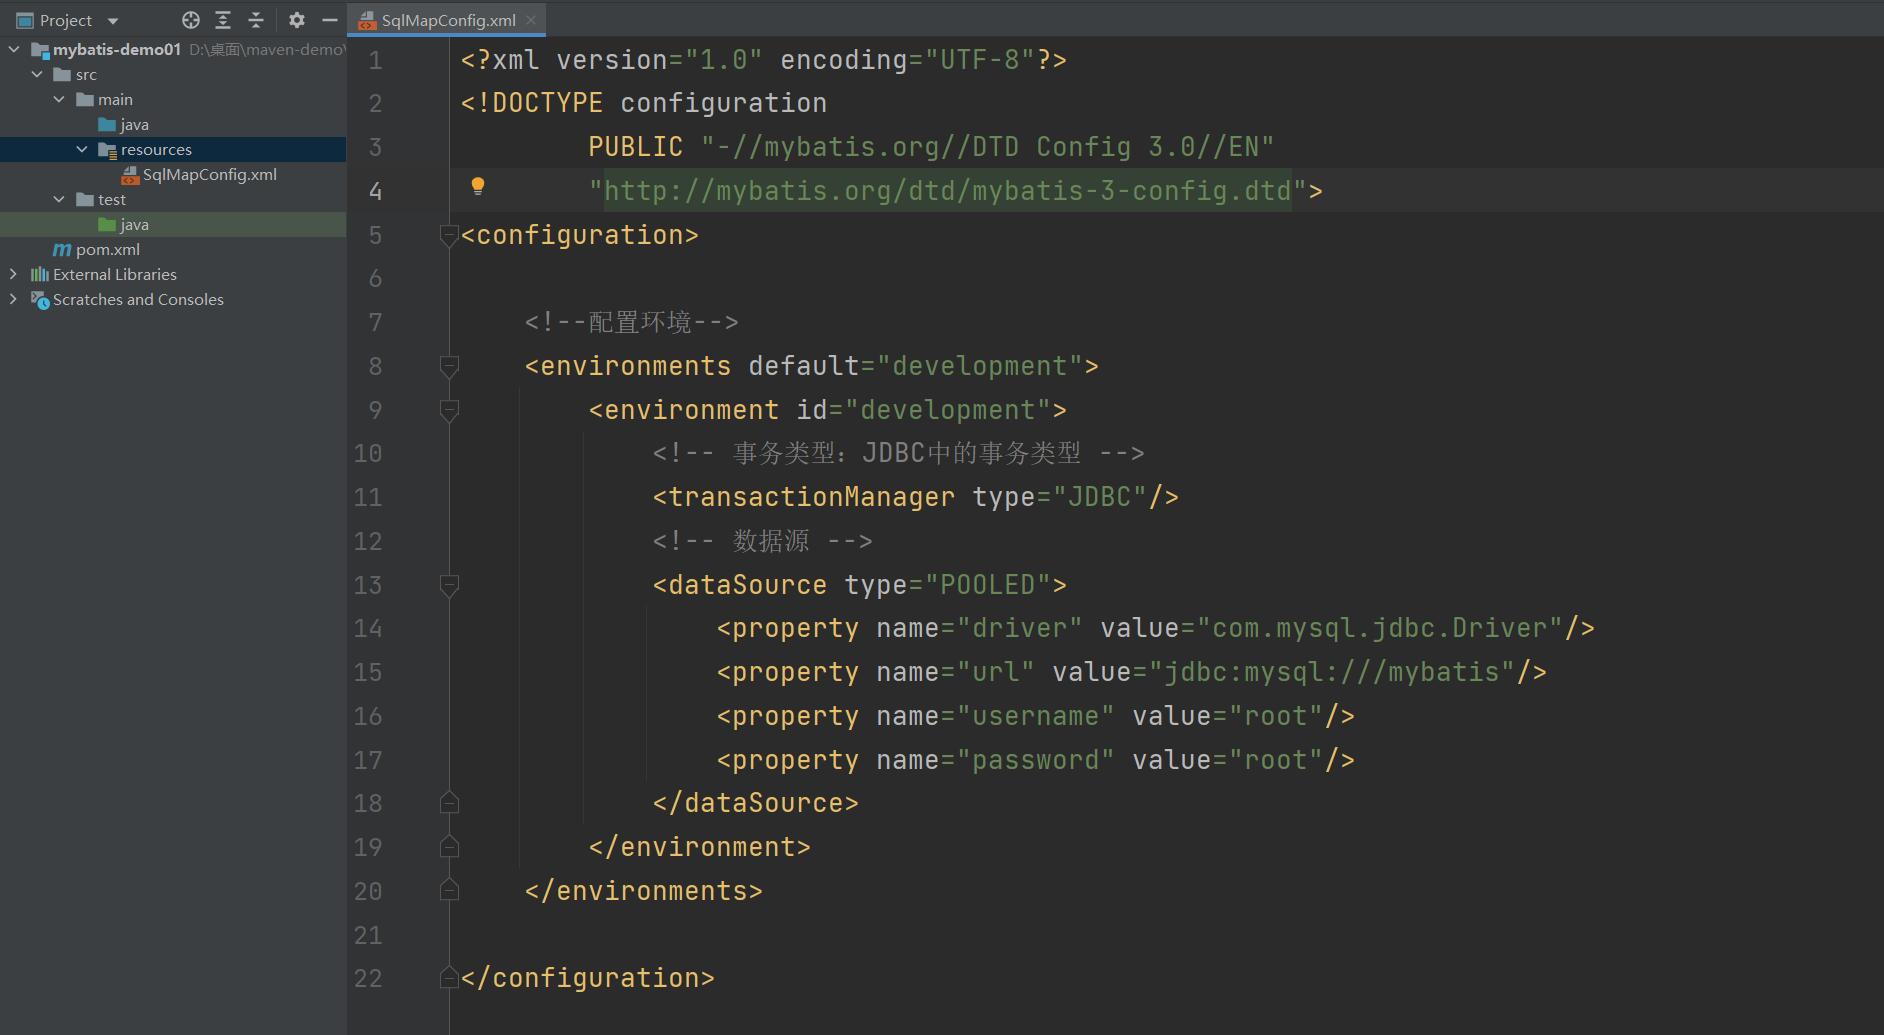 Project
mybatis-demo01 D:\桌面\maven-demo\
src
main
java
resources
SqlMapConfig.xml
test
java
pom.xml
External Libraries
Scratches and Consoles
SqlMapConfig.xml
1 <?xml version="1.0" encoding="UTF-8"?>
2 <!DOCTYPE configuration
3 PUBLIC "-//mybatis.org//DTD Config 3.0//EN"
4 "http://mybatis.org/dtd/mybatis-3-config.dtd">
5 <configuration>
6
7 <!--配置环境-->
8 <environments default="development">
9 <environment id="development">
10 <!-- 事务类型：JDBC中的事务类型 -->
11 <transactionManager type="JDBC"/>
12 <!-- 数据源 -->
13 <dataSource type="POOLED">
14 <property name="driver" value="com.mysql.jdbc.Driver"/>
15 <property name="url" value="jdbc:mysql:///mybatis"/>
16 <property name="username" value="root"/>
17 <property name="password" value="root"/>
18 </dataSource>
19 </environment>
20 </environments>
21
22 </configuration>